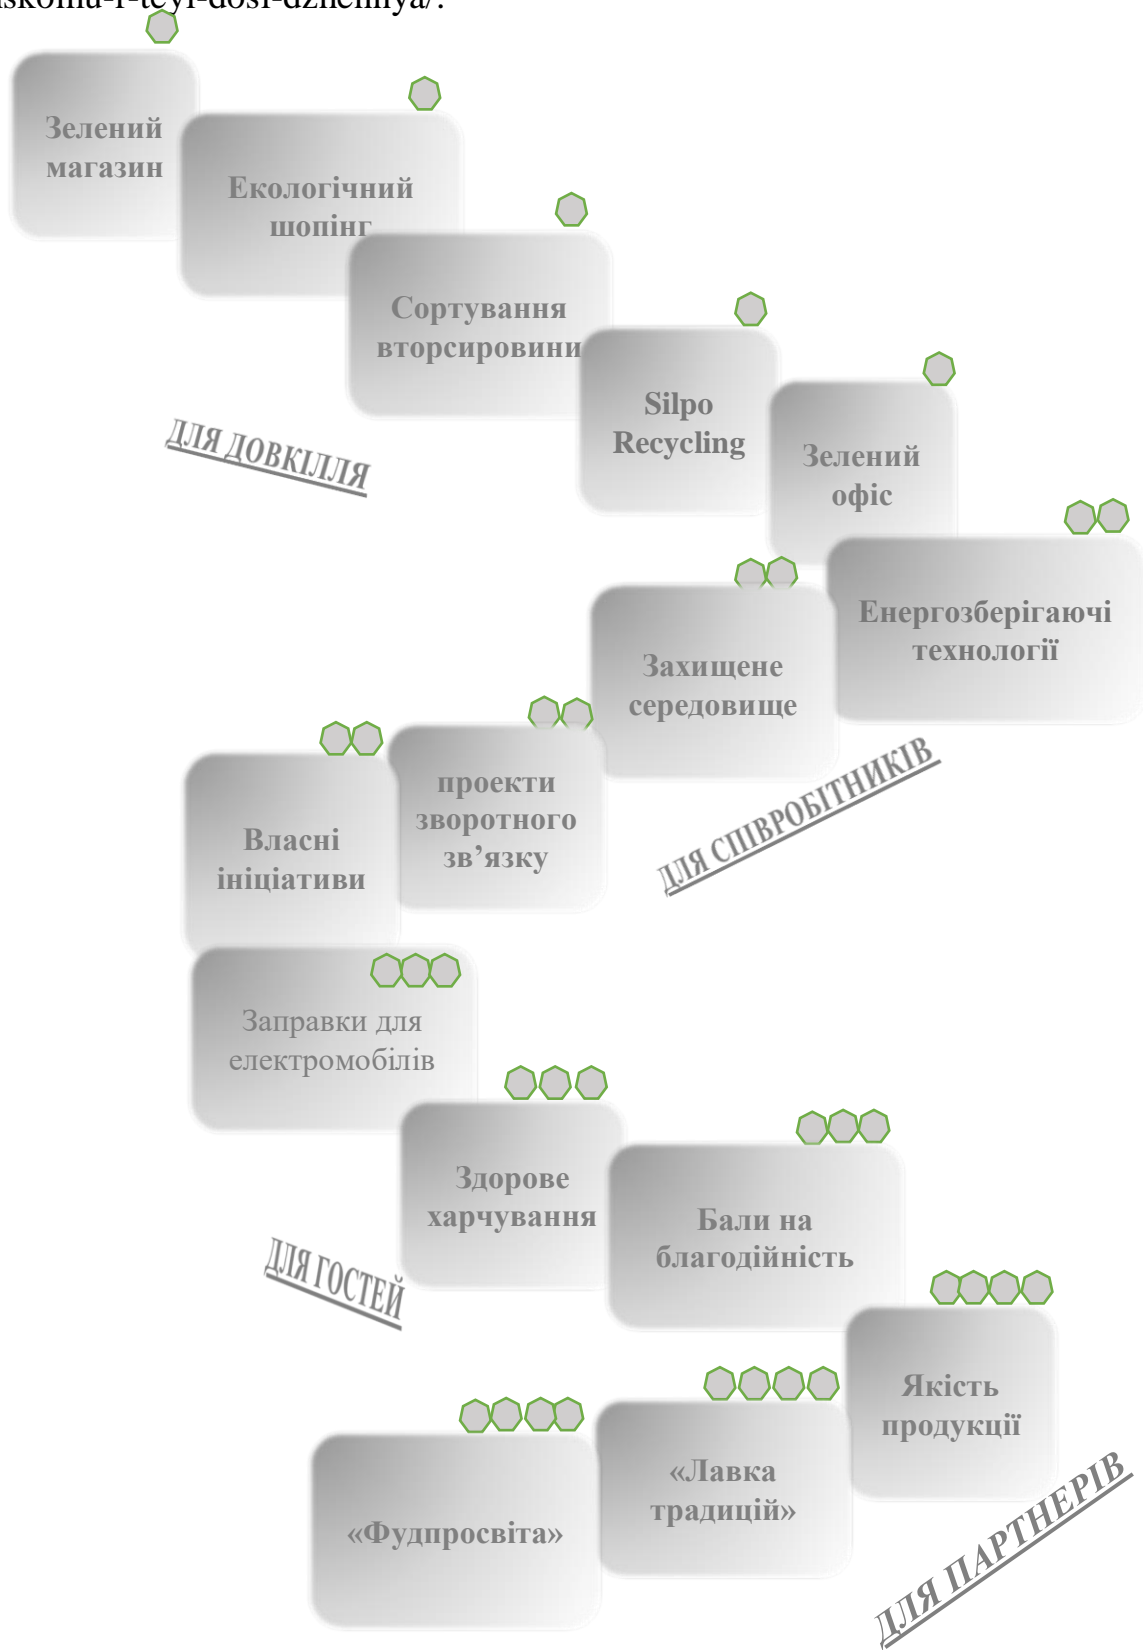 Зелений
магазин
Екологічний
шопінг
Сортування
вторсировини
Silpo
Recycling
Зелений
офіс
ДЛЯ ДОВКІЛЛЯ
Енергозберігаючі
технології
Захищене
середовище
проекти
зворотного
зв’язку
Власні
ініціативи
ДЛЯ СПІВРОБІТНИКІВ
Заправки для
електромобілів
Здорове
харчування
Бали на
благодійність
ДЛЯ ГОСТЕЙ
Якість
продукції
«Лавка
традицій»
«Фудпросвіта»
ДЛЯ ПАРТНЕРІВ